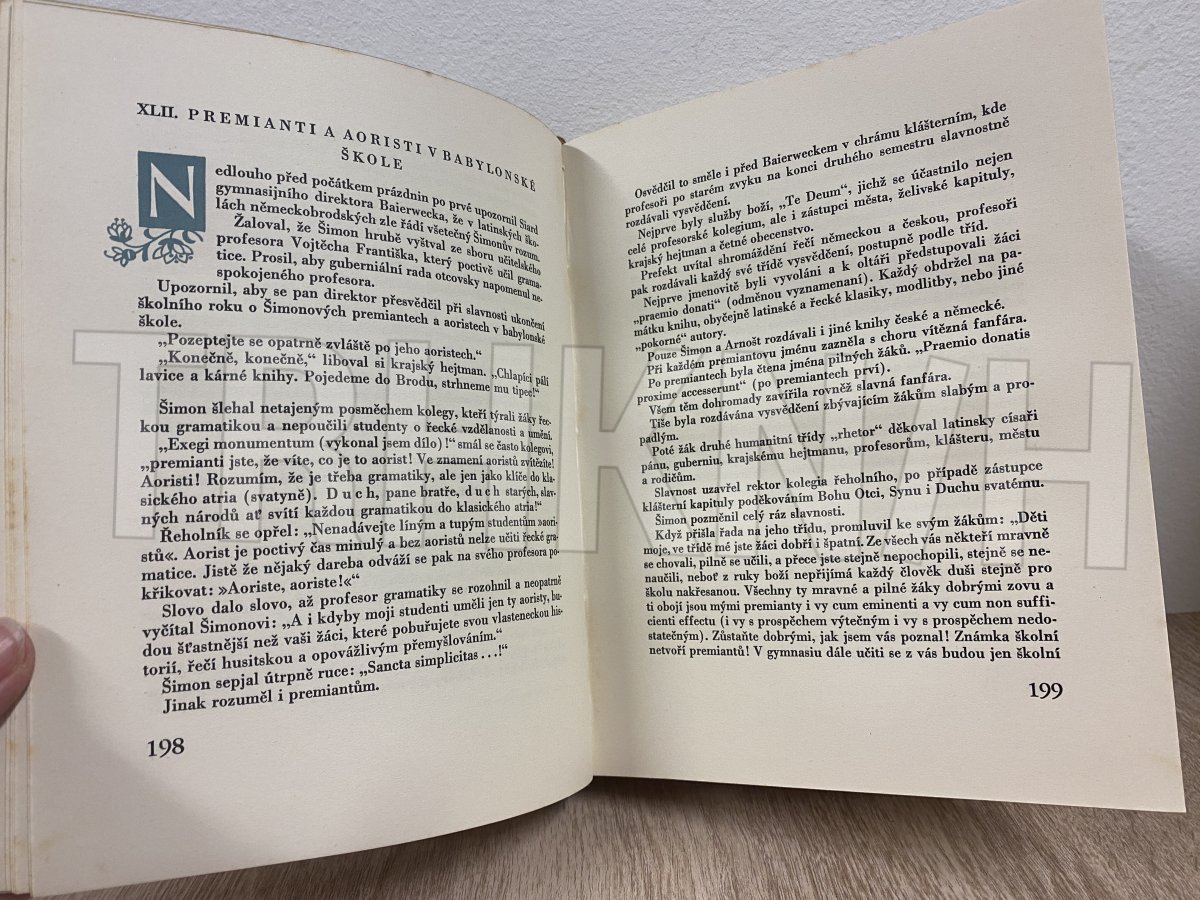 XLII. PREMIANTI A AORISTI V BABYLONSKÉ
ŠKOLE
Nedlouho před počátkem prázdnin po prvé upozornil Siard
gymnasijního direktora Baierwecka, že v latinských ško-
lách německobrodských zle řádí všetečný Šimonův rozum.
Žaloval, že Šimon hrubě vyštval ze sboru učitelského
profesora Vojtěcha Františka, který poctivě učil grama-
tice. Prosil, aby guberniální rada otcovsky napomenul ne-
spokojeného profesora.
Upozornil, aby se pan direktor přesvědčil při slavnosti ukončení
školního roku o Šimonových premiantech a aoristech v babylonské
škole.
„Pozeptejte se opatrně zvláště po jeho aoristech.“
„Konečně, konečně,“ liboval si krajský hejtman. „Chlapíci pálí
lavice a kárné knihy. Pojedeme do Brodu, strhneme mu tipec!“
Šimon šlehal netajeným posměchem kolegy, kteří týrali žáky řec-
kou gramatikou a nepoučili studenty o řecké vzdělanosti a umění.
„Exegi monumentum (vykonal jsem dílo)!“ smál se často kolegovi,
„premianti jste, že víte, co je to aorist! Ve znamení aoristů zvítězíte!
Aoristi! Rozumím, že je třeba gramatiky, ale jen jako klíče do kla-
sického atria (svatyně). Duch, pane bratře, duch starých, slav-
ných národů ať svítí každou gramatikou do klasického atria!“
Řeholník se opřel: „Nenadávejte líným a tupým studentům »aori-
stů«. Aorist je poctivý čas minulý a bez aoristů nelze učiti řecké gra-
matice. Jistě že nějaký dareba odváží se pak na svého profesora po-
křikovat: »Aoriste, aoriste!«“
Slovo dalo slovo, až profesor gramatiky se rozohnil a neopatrně
vyčítal Šimonovi: „A i kdyby moji studenti uměli jen ty aoristy, bu-
dou šťastnější než vaši žáci, které pobuřujete svou vlasteneckou his-
torií, řečí husitskou a opovážlivým přemyšlováním.“
Šimon sepjal útrpně ruce: „Sancta simplicitas...!“
Jinak rozuměl i premiantům.
198
Osvědčil to směle i před Baierweckem v chrámu klášterním, kde
profesoři po starém zvyku na konci druhého semestru slavnostně
rozdávali vysvědčení.
Nejprve byly služby boží, „Te Deum“, jichž se účastnilo nejen
celé profesorské kolegium, ale i zástupci města, želivské kapituly,
krajský hejtman a četné obecenstvo.
Prefekt uvítal shromáždění řečí německou a českou, profesoři
pak rozdávali každý své třídě vysvědčení, postupně podle tříd.
Nejprve jmenovitě byli vyvoláni a k oltáři předstupovali žáci
„praemio donati“ (odměnou vyznamenaní). Každý obdržel na pa-
mátku knihu, obyčejně latinské a řecké klasiky, modlitby, nebo jiné
„pokorné“ autory.
Pouze Šimon a Arnošt rozdávali i jiné knihy české a německé.
Při každém premiantovu jménu zazněla s choru vítězná fanfára.
Po premiantech byla čtena jména pilných žáků. „Praemio donatis
proxime accesserunt“ (po premiantech prví).
Všem těm dohromady zavířila rovněž slavná fanfára.
Tiše byla rozdávána vysvědčení zbývajícím žákům slabým a pro-
padlým.
Poté žák druhé humanitní třídy „rhetor“ děkoval latinsky císaři
pánu, guberniu, krajskému hejtmanu, profesorům, klášteru, městu
a rodičům.
Slavnost uzavřel rektor kolegia řeholního, po případě zástupce
klášterní kapituly poděkováním Bohu Otci, Synu i Duchu svatému.
Šimon pozměnil celý ráz slavnosti.
Když přišla řada na jeho třídu, promluvil ke svým žákům: „Děti
moje, ve třídě mé jste žáci dobří i špatní. Ze všech vás někteří mravně
se chovali, pilně se učili, a přece jste stejně nepochopili, stejně se ne-
naučili, neboť z ruky boží nepřijímá každý člověk duši stejně pro
školu nakřesanou. Všechny ty mravné a pilné žáky dobrými zovu a
ti obojí jsou mými premianty i vy cum eminenti a vy cum non suffi-
cienti effectu (i vy s prospěchem výtečným i vy s prospěchem nedo-
statečným). Zůstaňte dobrými, jak jsem vás poznal! Známka školní
netvoří premiantů! V gymnasiu dále učiti se z vás budou jen školní
199